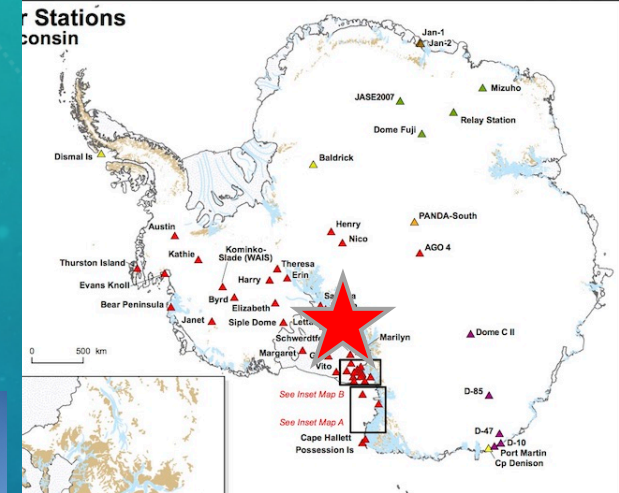 r Stations
consin
Jan-1
Jan-2
Mizuho
JASE2007
Relay Station
Dome Fuji
Dismal Is
Baldrick
PANDA-South
Henry
Nico
AGO 4
Austin
Kominko-
Slade (WAIS)
Kathie
Theresa
Thurston Island
Harry
Erin
Evans Knoll
Byrd
Bear Peninsula
Elizabeth
Janet
Siple Dome
Marilyn
Dome C II
Margaret
Vito
0 500 km
See Inset Map B
D-85
See Inset Map A
D-47
Cape Hallett
D-10
Possession Is
Port Martin
Cp Denison